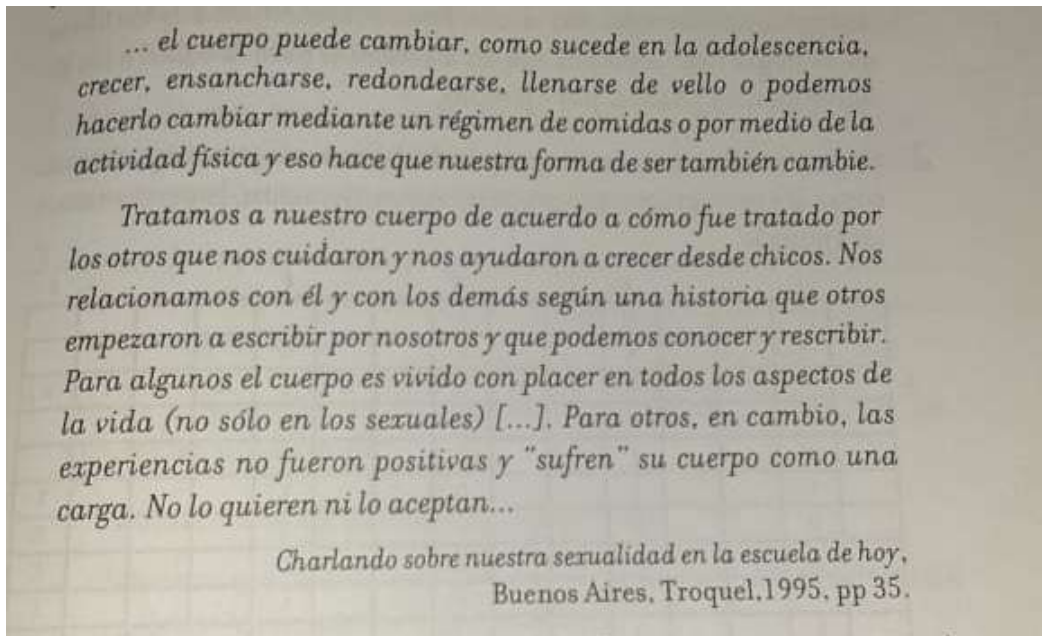 ... el cuerpo puede cambiar, como sucede en la adolescencia,
crecer, ensancharse, redondearse, llenarse de vello o podemos
hacerlo cambiar mediante un régimen de comidas o por medio de la
actividad física y eso hace que nuestra forma de ser también cambie.
Tratamos a nuestro cuerpo de acuerdo a cómo fue tratado por
los otros que nos cuidaron y nos ayudaron a crecer desde chicos. Nos
relacionamos con él y con los demás según una historia que otros
empezaron a escribir por nosotros y que podemos conocer y rescribir.
Para algunos el cuerpo es vivido con placer en todos los aspectos de
la vida (no sólo en los sexuales) [...]. Para otros, en cambio, las
experiencias no fueron positivas y "sufren" su cuerpo como una
carga. No lo quieren ni lo aceptan...
Charlando sobre nuestra sexualidad en la escuela de hoy,
Buenos Aires, Troquel,1995, pp 35.